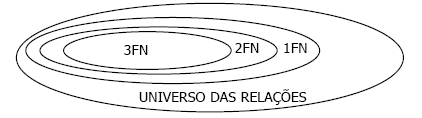 3FN 2FN 1FN
UNIVERSO DAS RELAÇÕES